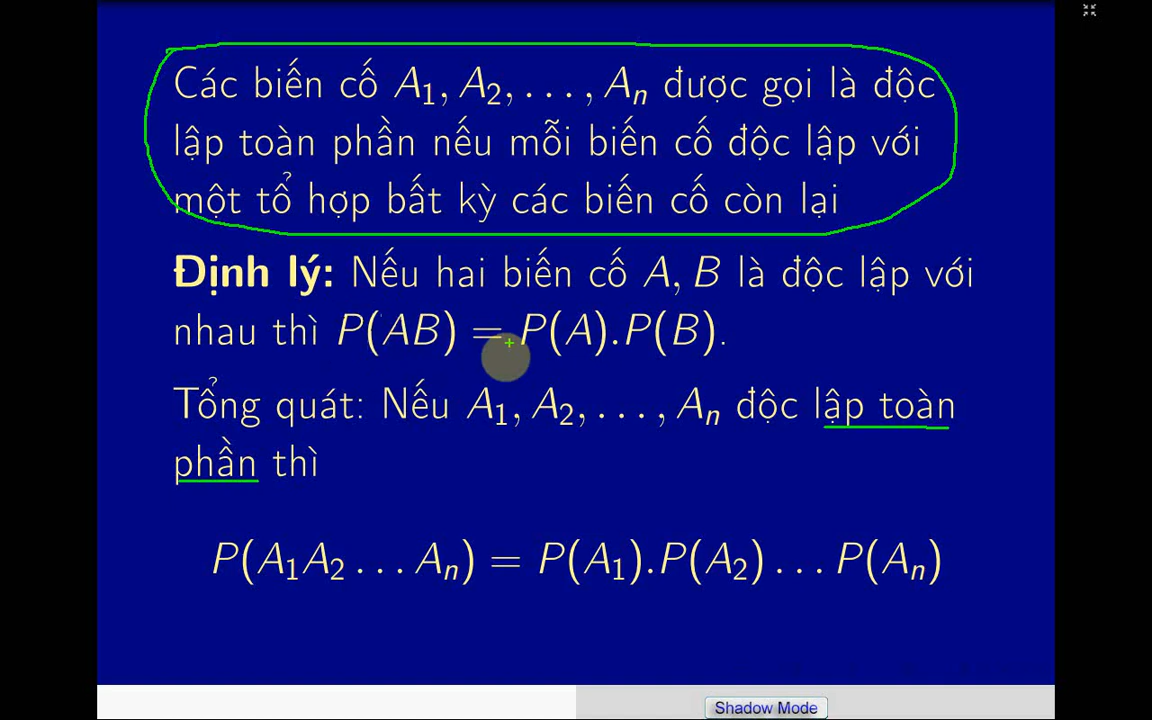 Các biến cố A₁, A₂, . . . , Aₙ được gọi là độc
lập toàn phần nếu mỗi biến cố độc lập với
một tổ hợp bất kỳ các biến cố còn lại
Định lý: Nếu hai biến cố A, B là độc lập với
nhau thì P(AB) = P(A).P(B).
Tổng quát: Nếu A₁, A₂, . . . , Aₙ độc lập toàn
phần thì
P(A₁A₂ . . . Aₙ) = P(A₁).P(A₂) . . . P(Aₙ)
Shadow Mode